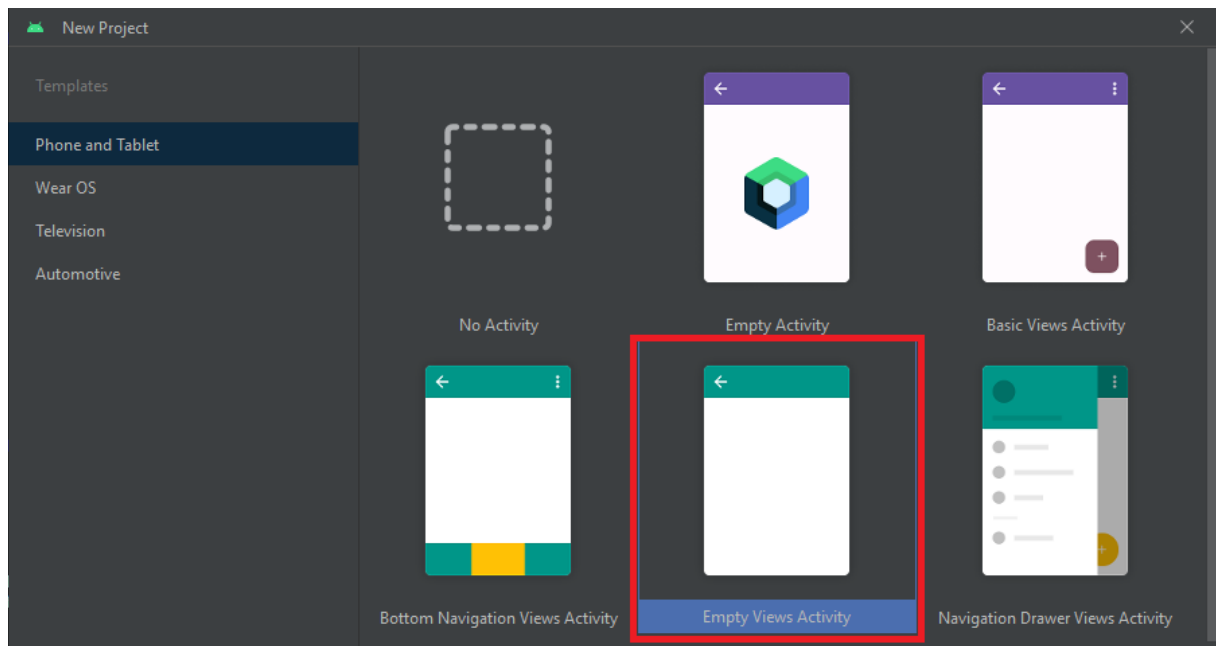 New Project
Templates
Phone and Tablet
Wear OS
Television
Automotive
No Activity
Empty Activity
Basic Views Activity
Bottom Navigation Views Activity
Empty Views Activity
Navigation Drawer Views Activity